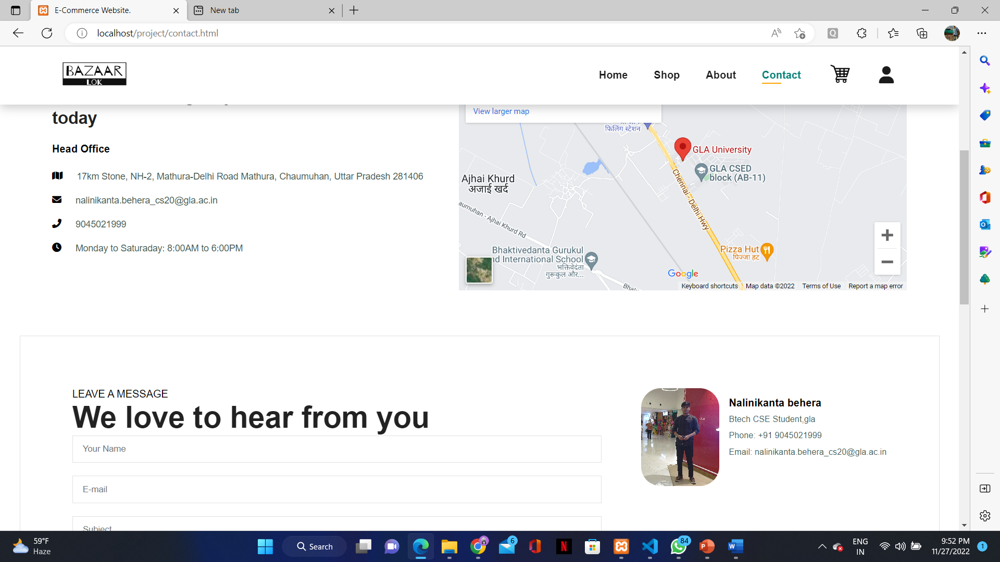 E-Commerce Website.
New tab
localhost/project/contact.html
BAZAAR
LOK
Home
Shop
About
Contact
today
Head Office
17km Stone, NH-2, Mathura-Delhi Road Mathura, Chaumuhan, Uttar Pradesh 281406
nalinikanta.behera_cs20@gla.ac.in
9045021999
Monday to Saturaday: 8:00AM to 6:00PM
View larger map
फिलिंग स्टेशन
GLA University
GLA CSED
block (AB-11)
Ajhai Khurd
अजाई खर्द
Chennai - Delhi Hwy
aumuhan - Ajhai Khurd Rd
Bhaktivedanta Gurukul
nd International School
भक्तिवेदंता
गुरूकुल और...
Pizza Hut
पिज्जा हट
Google
Keyboard shortcuts
Map data ©2022
Terms of Use
Report a map error
LEAVE A MESSAGE
We love to hear from you
Your Name
E-mail
Subject
Nalinikanta behera
Btech CSE Student,gla
Phone: +91 9045021999
Email: nalinikanta.behera_cs20@gla.ac.in
59°F
Haze
Search
6
84
ENG
IN
9:52 PM
11/27/2022
1